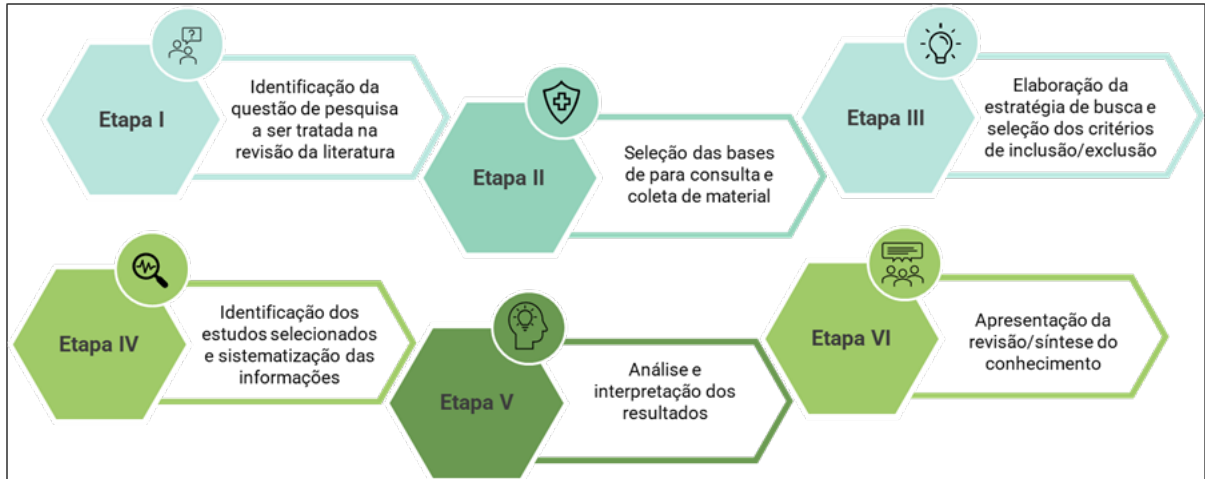 Etapa I
Identificação da
questão de pesquisa
a ser tratada na
revisão da literatura
Etapa II
Seleção das bases
de para consulta e
coleta de material
Etapa III
Elaboração da
estratégia de busca e
seleção dos critérios
de inclusão/exclusão
Etapa IV
Identificação dos
estudos selecionados
e sistematização das
informações
Etapa V
Análise e
interpretação dos
resultados
Etapa VI
Apresentação da
revisão/síntese do
conhecimento